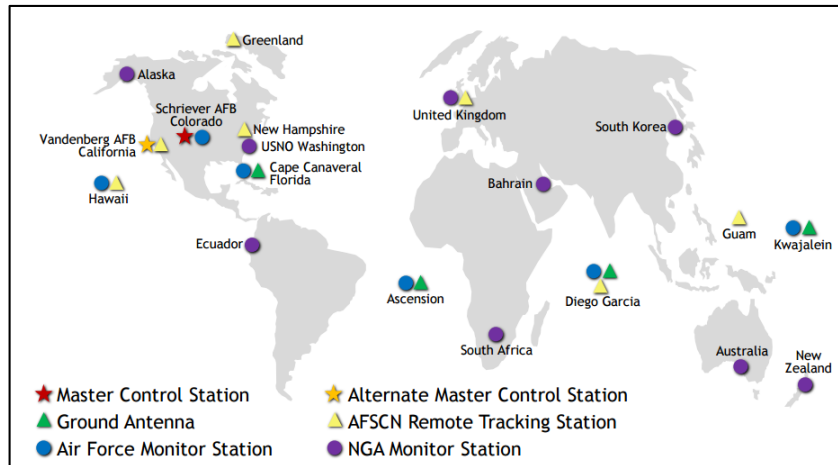 Greenland
Alaska
Schriever AFB
Colorado
Vandenberg AFB
California
New Hampshire
USNO Washington
Cape Canaveral
Florida
Hawaii
United Kingdom
South Korea
Bahrain
Ecuador
Guam
Kwajalein
Ascension
Diego Garcia
South Africa
Australia
New
Zealand
Master Control Station
Alternate Master Control Station
Ground Antenna
AFSCN Remote Tracking Station
Air Force Monitor Station
NGA Monitor Station